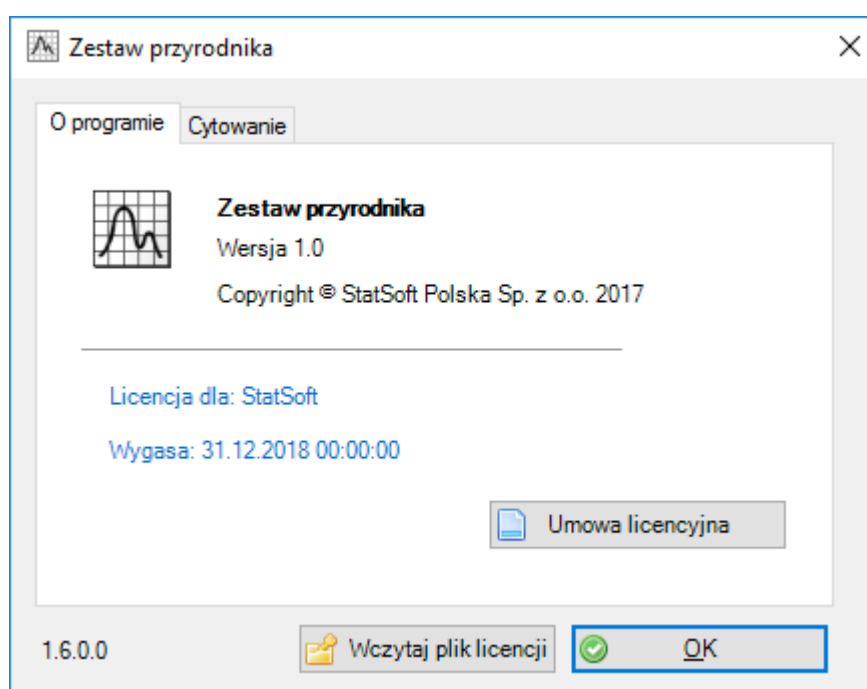 Zestaw przyrodnika
O programie Cytowanie
Zestaw przyrodnika
Wersja 1.0
Copyright © StatSoft Polska Sp. z o.o. 2017
Licencja dla: StatSoft
Wygasa: 31.12.2018 00:00:00
Umowa licencyjna
1.6.0.0 Wczytaj plik licencji OK